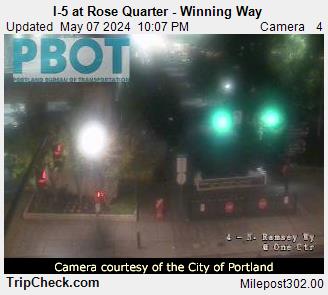 I-5 at Rose Quarter - Winning Way
Updated May 07 2024 10:07 PM Camera 4
PBOT
PORTLAND BUREAU OF TRANSPORTATION
4 - N. Ramsey Wy
@ One Ctr
Camera courtesy of the City of Portland
TripCheck.com Milepost302.00